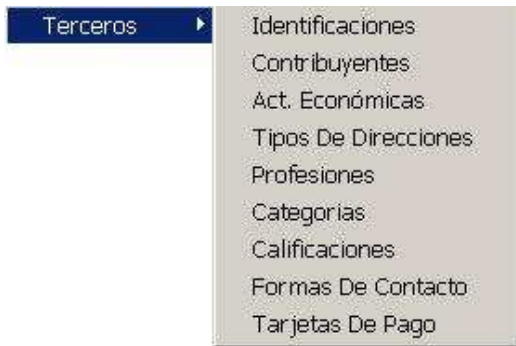 Terceros
Identificaciones
Contribuyentes
Act. Económicas
Tipos De Direcciones
Profesiones
Categorias
Calificaciones
Formas De Contacto
Tarjetas De Pago